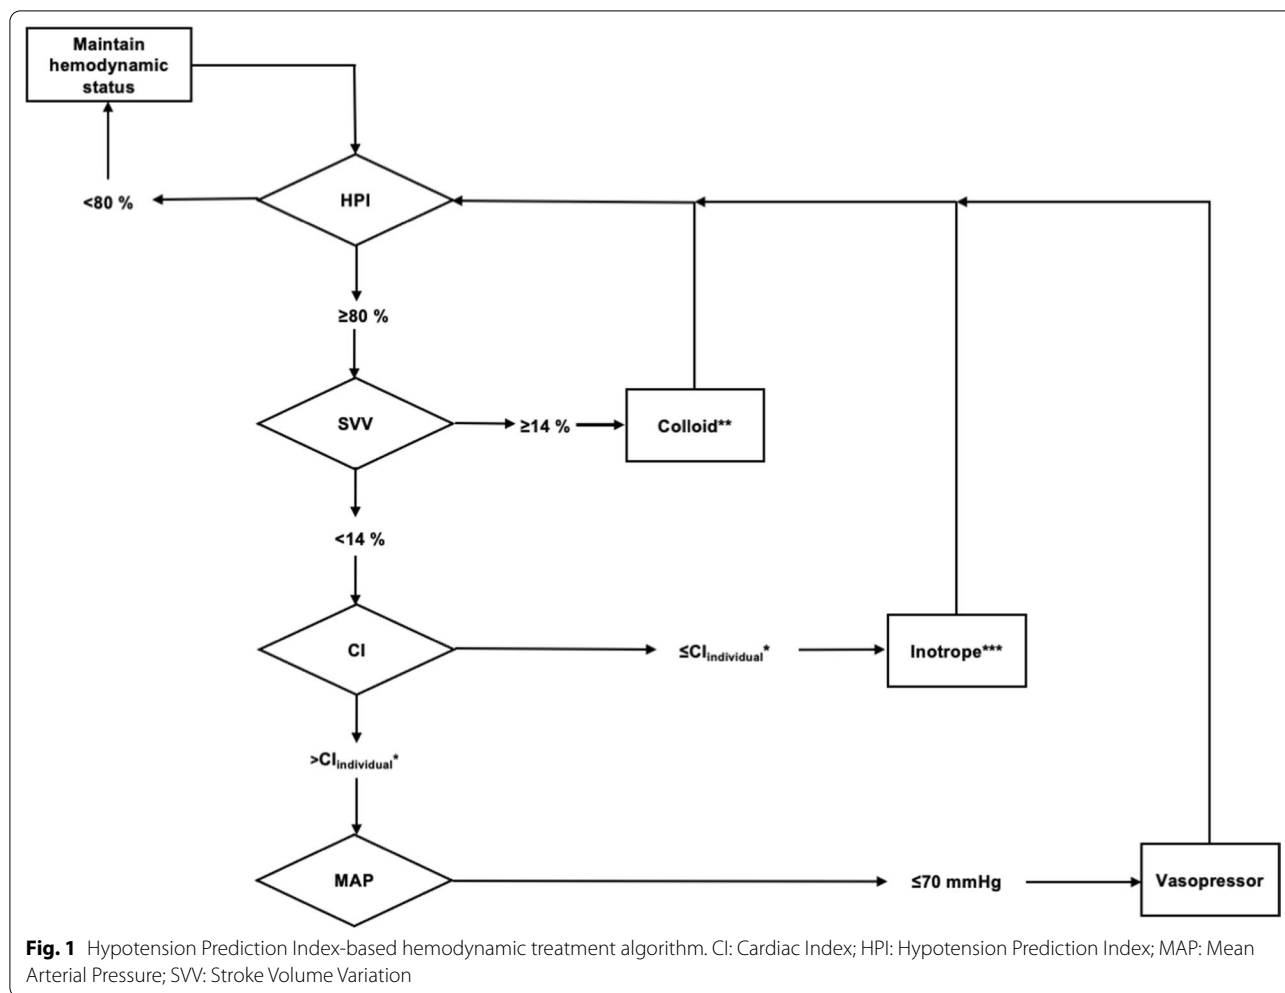 Maintain
hemodynamic
status
HPI
<80 %
≥80 %
SVV
≥14 %
Colloid**
<14 %
CI
≤CIindividual*
Inotrope***
>CIindividual*
MAP
≤70 mmHg
Vasopressor
Fig. 1 Hypotension Prediction Index-based hemodynamic treatment algorithm. CI: Cardiac Index; HPI: Hypotension Prediction Index; MAP: Mean
Arterial Pressure; SVV: Stroke Volume Variation